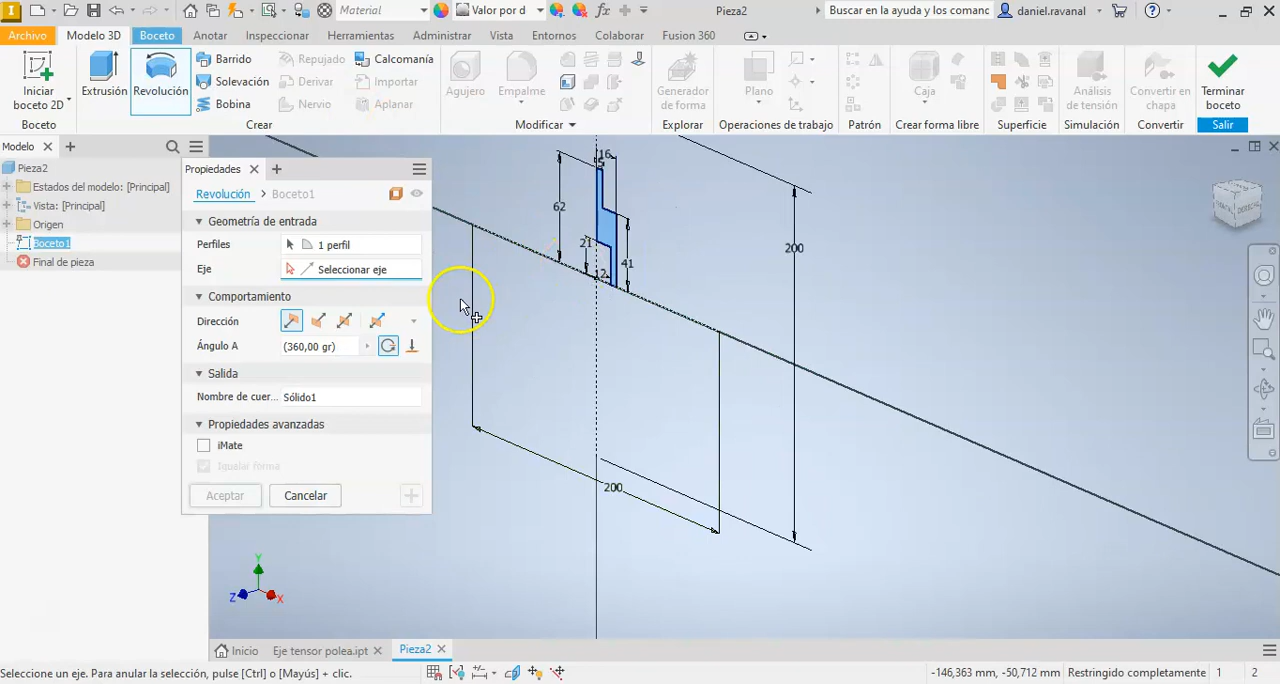 Material
Valor por d
fx
Pieza2
Buscar en la ayuda y los comanc
daniel.ravanal
Archivo
Modelo 3D
Boceto
Anotar
Inspeccionar
Herramientas
Administrar
Vista
Entornos
Colaborar
Fusion 360
Iniciar
boceto 2D
Extrusión
Revolución
Barrido
Solevación
Bobina
Repujado
Derivar
Nervio
Calcomanía
Importar
Aplanar
Agujero
Empalme
Generador
de forma
Plano
Caja
Análisis
de tensión
Convertir en
chapa
Terminar
boceto
Boceto
Crear
Modificar
Explorar
Operaciones de trabajo
Patrón
Crear forma libre
Superficie
Simulación
Convertir
Salir
Modelo
Pieza2
Estados del modelo: [Principal]
Vista: [Principal]
Origen
Boceto1
Final de pieza
Propiedades
Revolución > Boceto1
Geometría de entrada
Perfiles
1 perfil
Eje
Seleccionar eje
Comportamiento
Dirección
Ángulo A
(360,00 gr)
Salida
Nombre de cuer...
Sólido1
Propiedades avanzadas
iMate
Igualar forma
Aceptar
Cancelar
16
62
21
12
41
200
200
Y
Z
X
Inicio
Eje tensor polea.ipt
Pieza2
Seleccione un eje. Para anular la selección, pulse [Ctrl] o [Mayús] + clic.
-146,363 mm, -50,712 mm
Restringido completamente
1
2